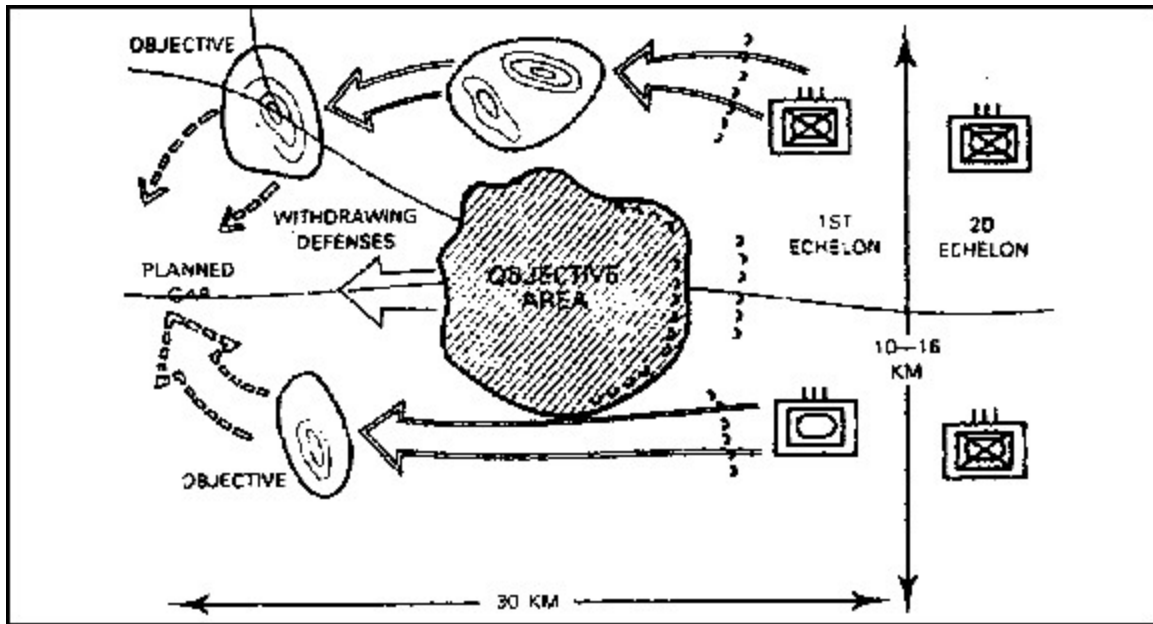 OBJECTIVE
WITHDRAWING
DEFENSES
1ST
ECHELON
2D
ECHELON
PLANNED
OBJECTIVE
AREA
10—16
KM
OBJECTIVE
30 KM